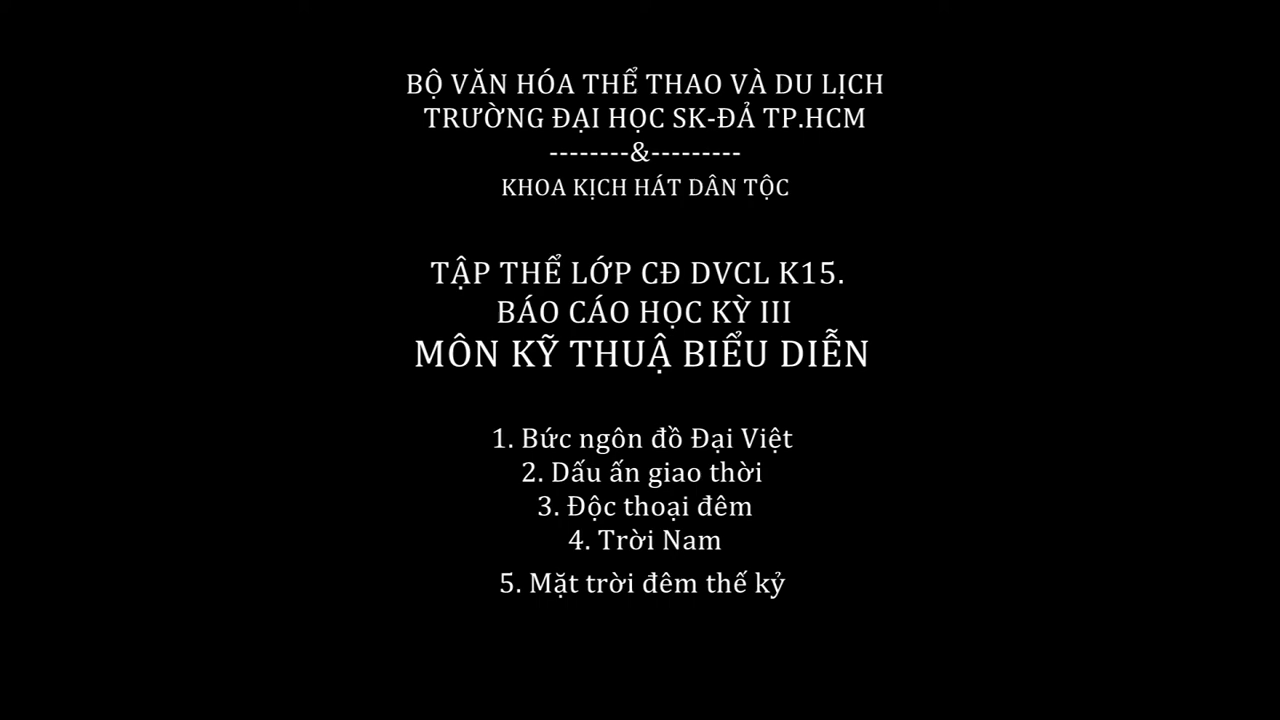 BỘ VĂN HÓA THỂ THAO VÀ DU LỊCH
TRƯỜNG ĐẠI HỌC SK-ĐẢ TP.HCM
--------&---------
KHOA KỊCH HÁT DÂN TỘC
TẬP THỂ LỚP CĐ DVCL K15.
BÁO CÁO HỌC KỲ III
MÔN KỸ THUẬ BIỂU DIỄN
1. Bức ngôn đồ Đại Việt
2. Dấu ấn giao thời
3. Độc thoại đêm
4. Trời Nam
5. Mặt trời đêm thế kỷ